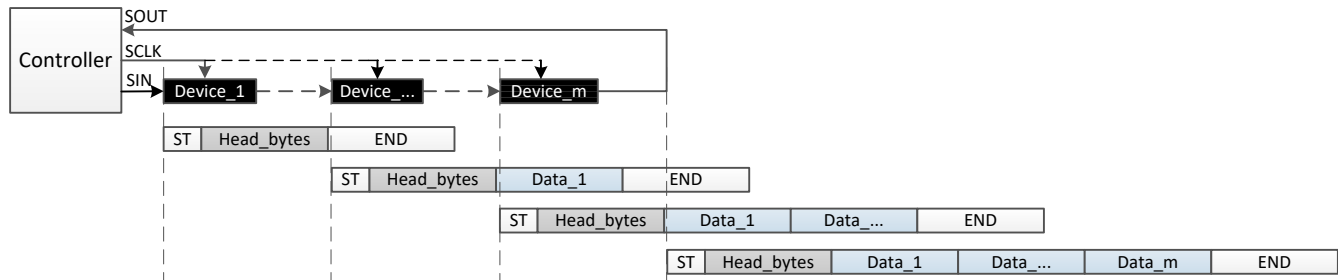 SOUT
Controller
SCLK
SIN
Device_1 Device_... Device_m
ST Head_bytes END
ST Head_bytes Data_1 END
ST Head_bytes Data_1 Data_... END
ST Head_bytes Data_1 Data_... Data_m END